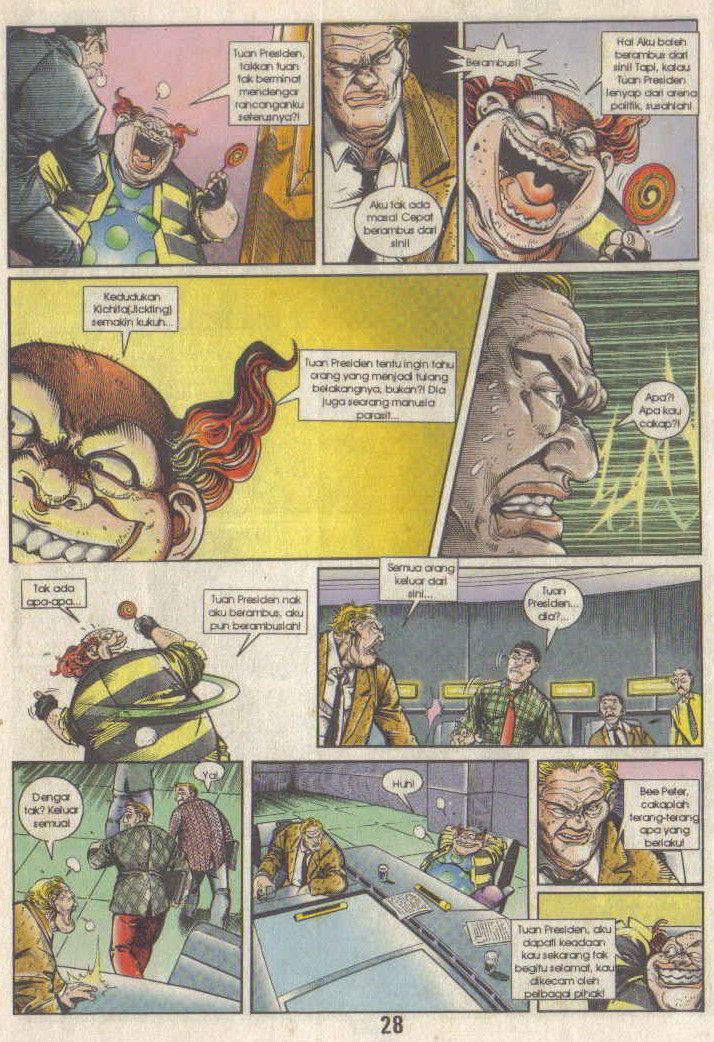 Tuan Presiden,
takkan tuan
tak berminat
mendengar
rancanganku
seterusnya?!
Aku tak ada
masa! Cepat
berambus dari
sini!
Berambus!!
Ha! Aku boleh
berambus dari
sini! Tapi, kalau
Tuan Presiden
lenyap dari arena
politik, susahlah!
Kedudukan
Kichita(Jickting)
semakin kukuh...
Tuan Presiden tentu ingin tahu
orang yang menjadi tulang
belakangnya, bukan?! Dia
juga seorang manusia
parasit...
Apa?!
Apa kau
cakap?!
Tak ada
apa-apa...
Tuan Presiden nak
aku berambus, aku
pun berambuslah!
Semua orang
keluar dari
sini...
Tuan
Presiden...
dia?...
Dengar
tak? Keluar
semua!
Ya!..
Huh!
Bee Peter,
cakaplah
terang-terang
apa yang
berlaku!
Tuan Presiden, aku
dapati keadaan
kau sekarang tak
begitu selamat, kau
dikecam oleh
pelbagai pihak!
28